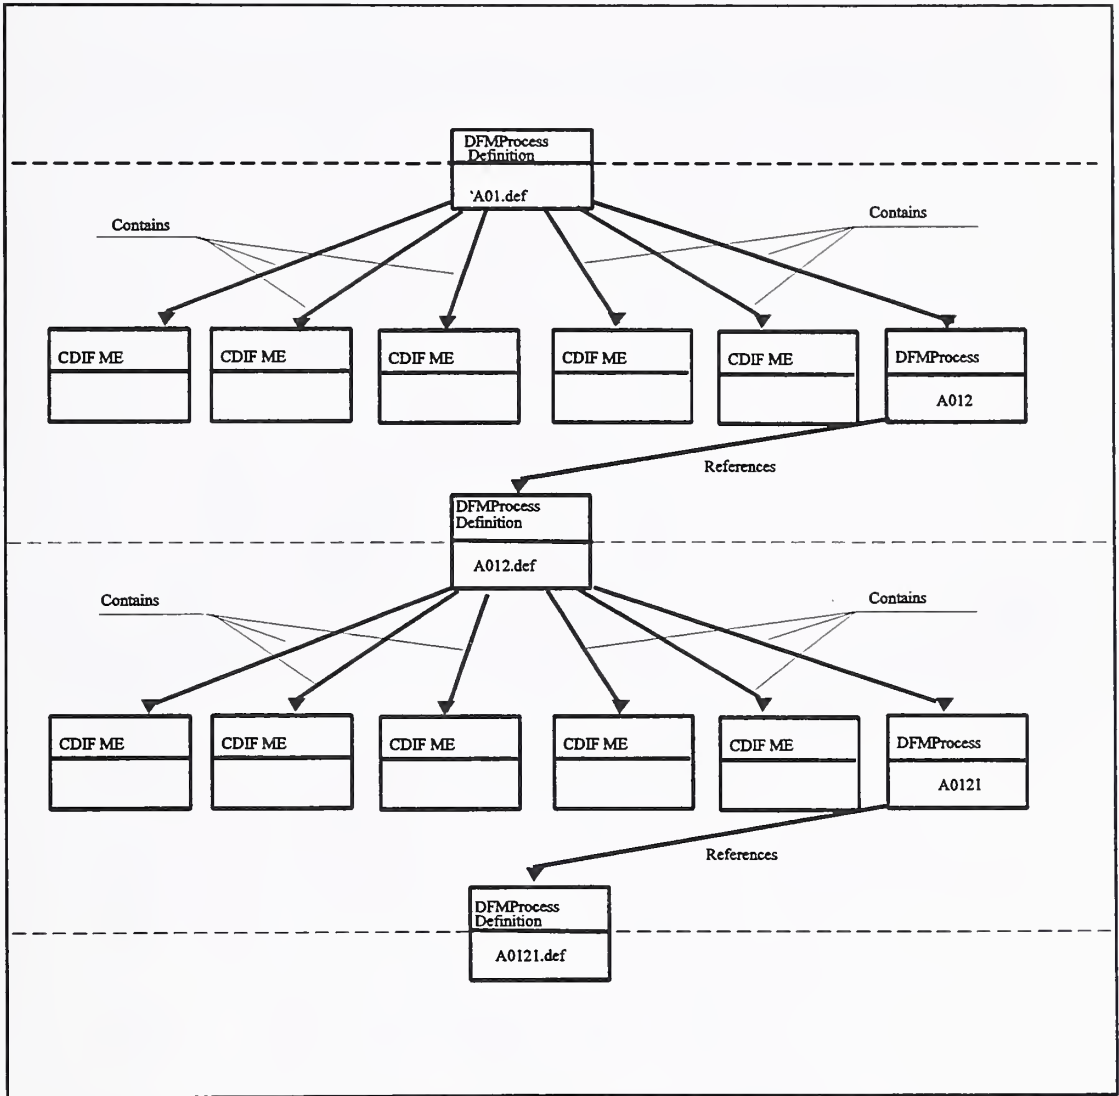 DFMProcess
Definition
'A01.def
Contains
Contains
CDIF ME
CDIF ME
CDIF ME
CDIF ME
CDIF ME
DFMProcess
A012
References
DFMProcess
Definition
A012.def
Contains
Contains
CDIF ME
CDIF ME
CDIF ME
CDIF ME
CDIF ME
DFMProcess
A0121
References
DFMProcess
Definition
A0121.def